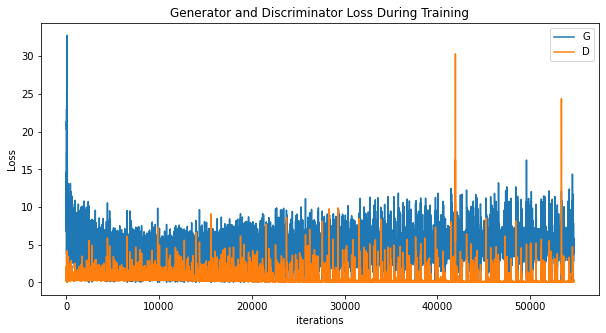 Generator and Discriminator Loss During Training
G
D
30
25
20
15
10
5
0
Loss
0
10000
20000
30000
40000
50000
iterations